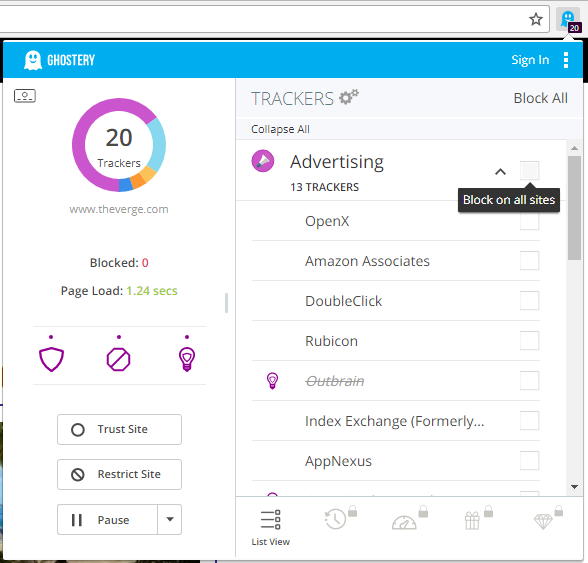 20
GHOSTERY
Sign In
20
Trackers
www.theverge.com
Blocked: 0
Page Load: 1.24 secs
Trust Site
Restrict Site
Pause
TRACKERS
Block All
Collapse All
Advertising
13 TRACKERS
Block on all sites
OpenX
Amazon Associates
DoubleClick
Rubicon
Outbrain
Index Exchange (Formerly...
AppNexus
List View